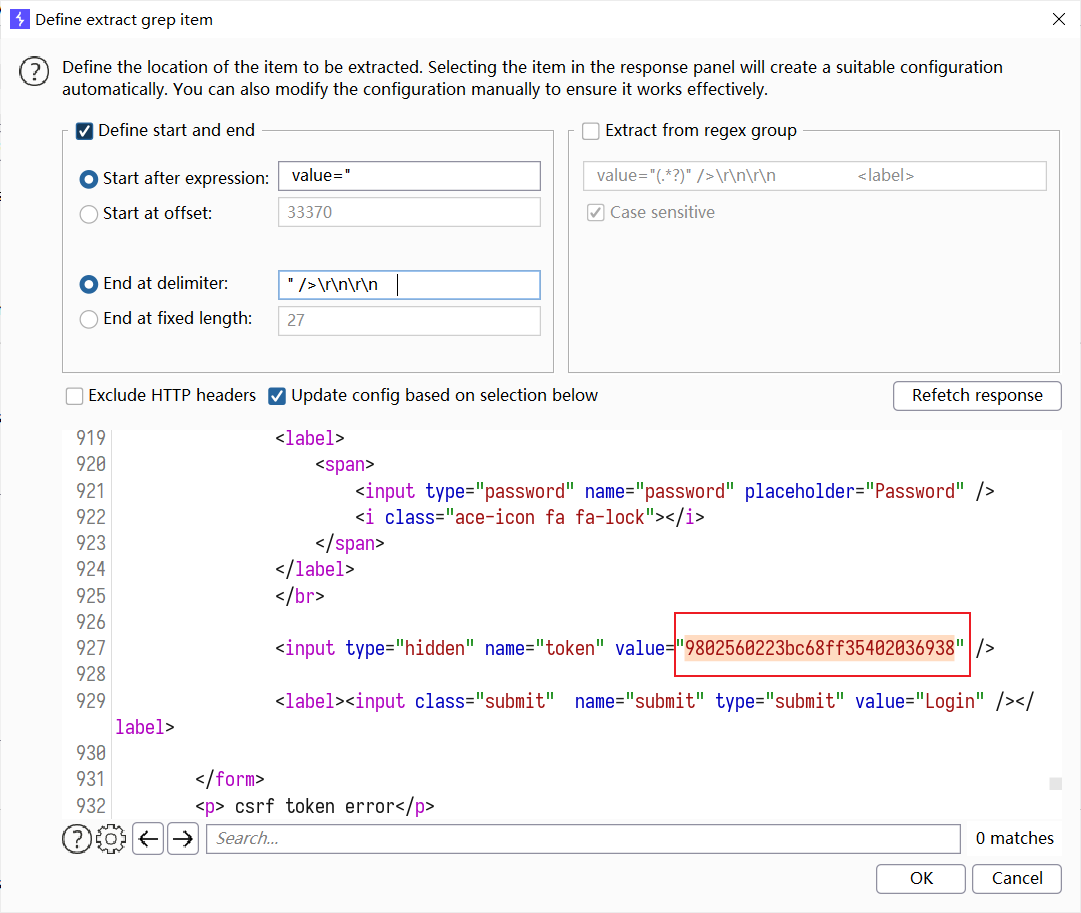 Define extract grep item
Define the location of the item to be extracted. Selecting the item in the response panel will create a suitable configuration
automatically. You can also modify the configuration manually to ensure it works effectively.
Define start and end
Start after expression: value="
Start at offset: 33370
End at delimiter: " />\r\n\r\n
End at fixed length: 27
Extract from regex group
value="(.*?)" />\r\n\r\n <label>
Case sensitive
Exclude HTTP headers
Update config based on selection below
Refetch response
919 <label>
920 <span>
921 <input type="password" name="password" placeholder="Password" />
922 <i class="ace-icon fa fa-lock"></i>
923 </span>
924 </label>
925 </br>
926
927 <input type="hidden" name="token" value="9802560223bc68ff35402036938" />
928
929 <label><input class="submit"  name="submit" type="submit" value="Login" /></
label>
930
931 </form>
932 <p> csrf token error</p>
Search...
0 matches
OK
Cancel